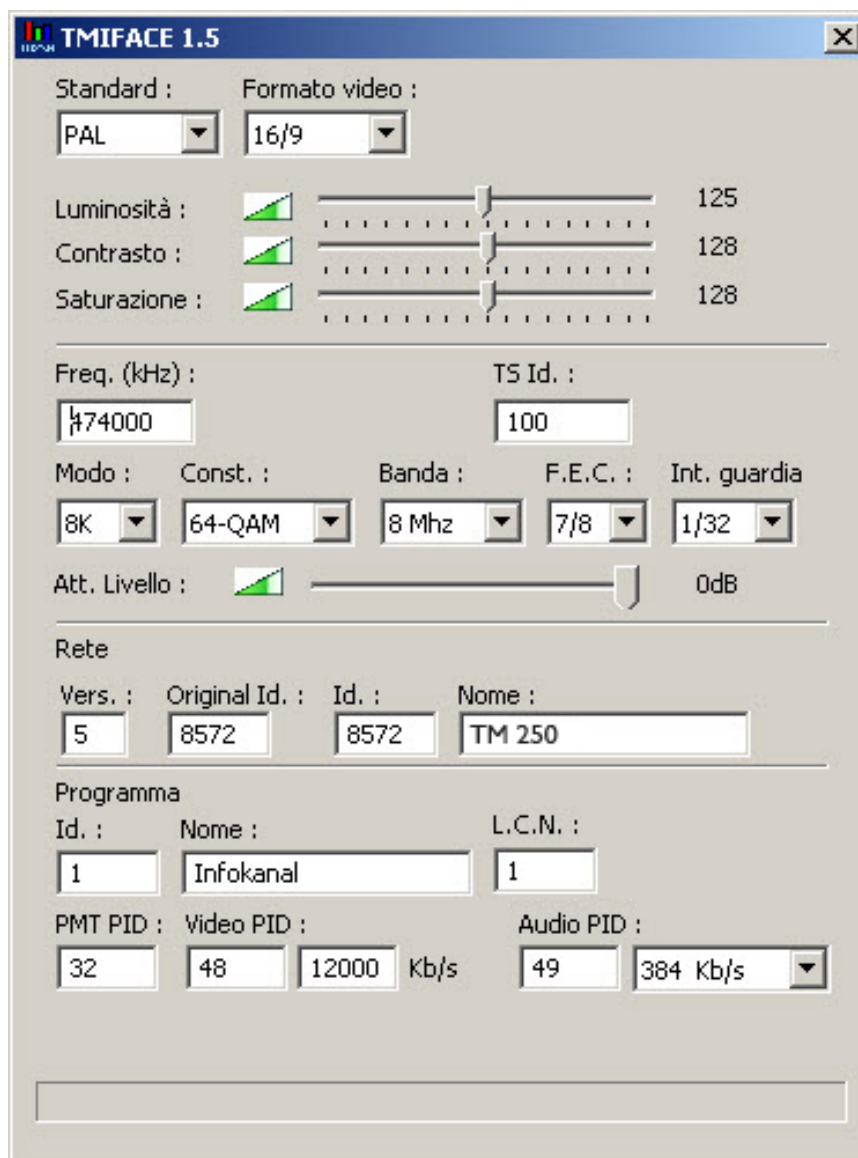 TMIFACE 1.5
Standard : Formato video :
PAL 16/9
Luminosità : 125
Contrasto : 128
Saturazione : 128
Freq. (kHz) : TS Id. :
474000 100
Modo : Const. : Banda : F.E.C. : Int. guardia
8K 64-QAM 8 Mhz 7/8 1/32
Att. Livello : 0dB
Rete
Vers. : Original Id. : Id. : Nome :
5 8572 8572 TM 250
Programma
Id. : Nome : L.C.N. :
1 Infokanal 1
PMT PID : Video PID : Audio PID :
32 48 12000 Kb/s 49 384 Kb/s